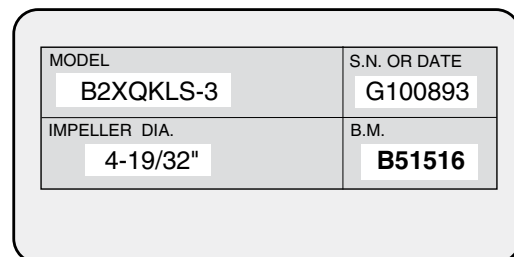 MODEL
B2XQKLS-3
S.N. OR DATE
G100893
IMPELLER DIA.
4-19/32"
B.M.
B51516